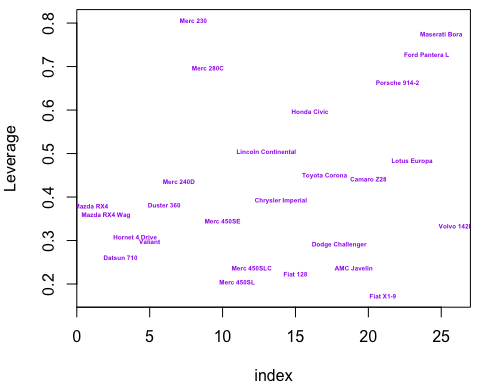 0.8
0.7
0.6
0.5
0.4
0.3
0.2
Leverage
Merc 230
Maserati Bora
Ford Pantera L
Merc 280C
Porsche 914-2
Honda Civic
Lincoln Continental
Lotus Europa
Toyota Corona
Camaro Z28
Merc 240D
Chrysler Imperial
Mazda RX4
Duster 360
Mazda RX4 Wag
Merc 450SE
Volvo 142
Hornet 4 Drive
Valiant
Dodge Challenger
Datsun 710
Merc 450SLC
AMC Javelin
Fiat 128
Merc 450SL
Fiat X1-9
0 5 10 15 20 25
index